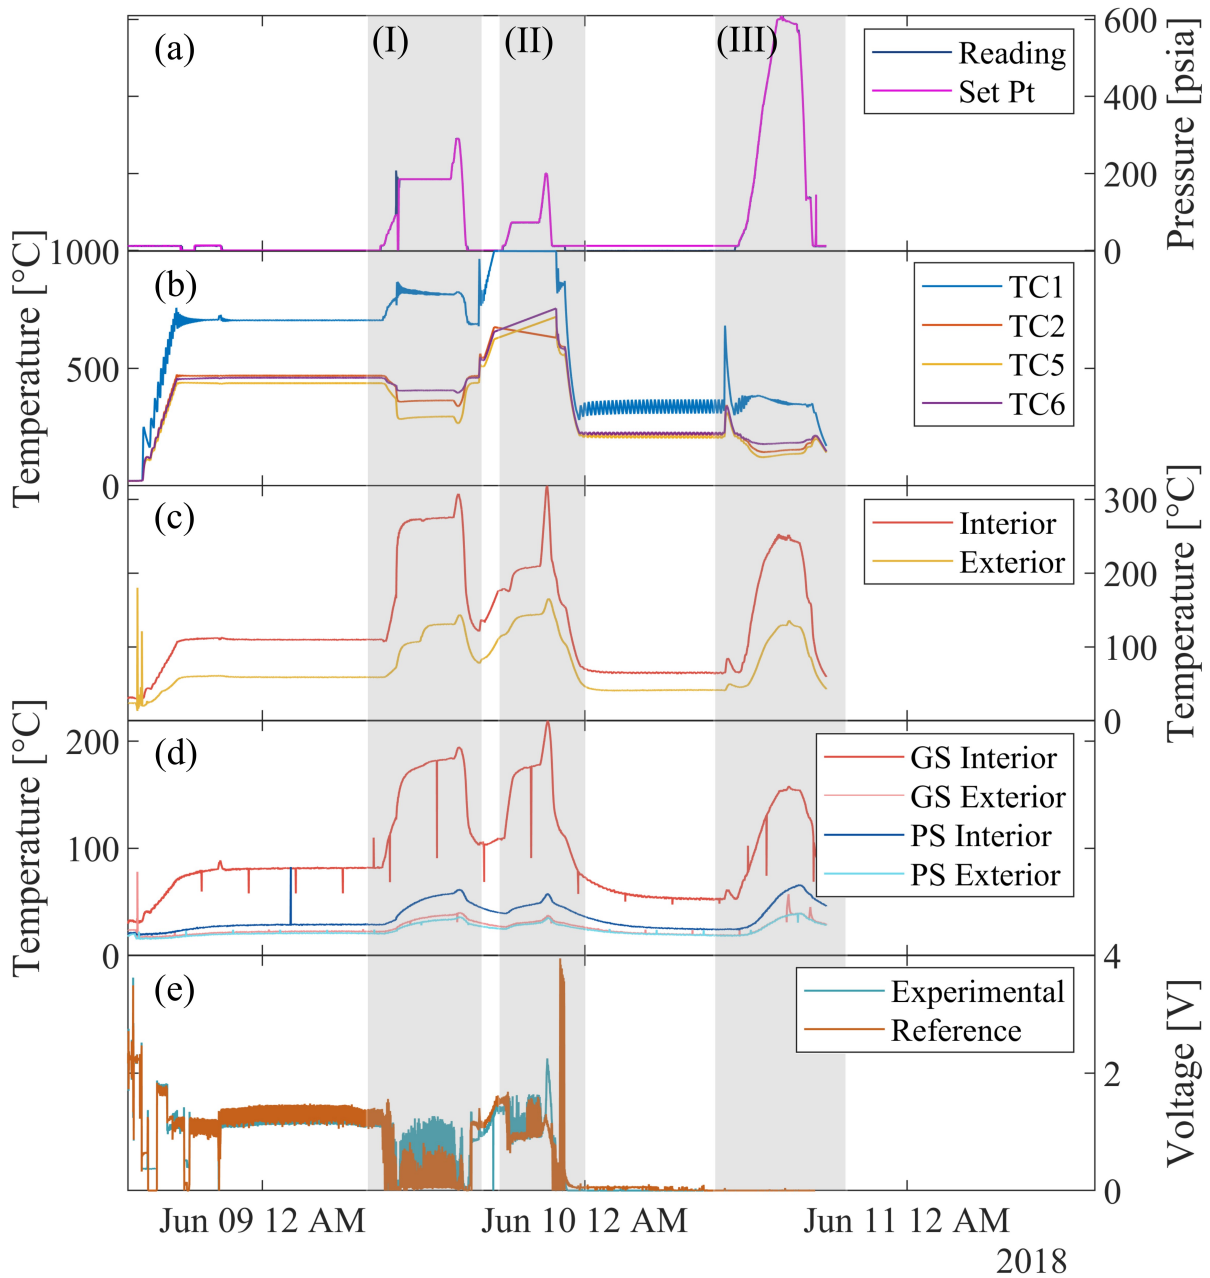 (a)
(I)
(II)
(III)
Reading
Set Pt
600
400
200
0
Pressure [psia]
(b)
1000
500
0
Temperature [°C]
TC1
TC2
TC5
TC6
(c)
Interior
Exterior
300
200
100
0
Temperature [°C]
(d)
200
100
0
Temperature [°C]
GS Interior
GS Exterior
PS Interior
PS Exterior
(e)
Experimental
Reference
4
2
0
Voltage [V]
Jun 09 12 AM
Jun 10 12 AM
Jun 11 12 AM
2018